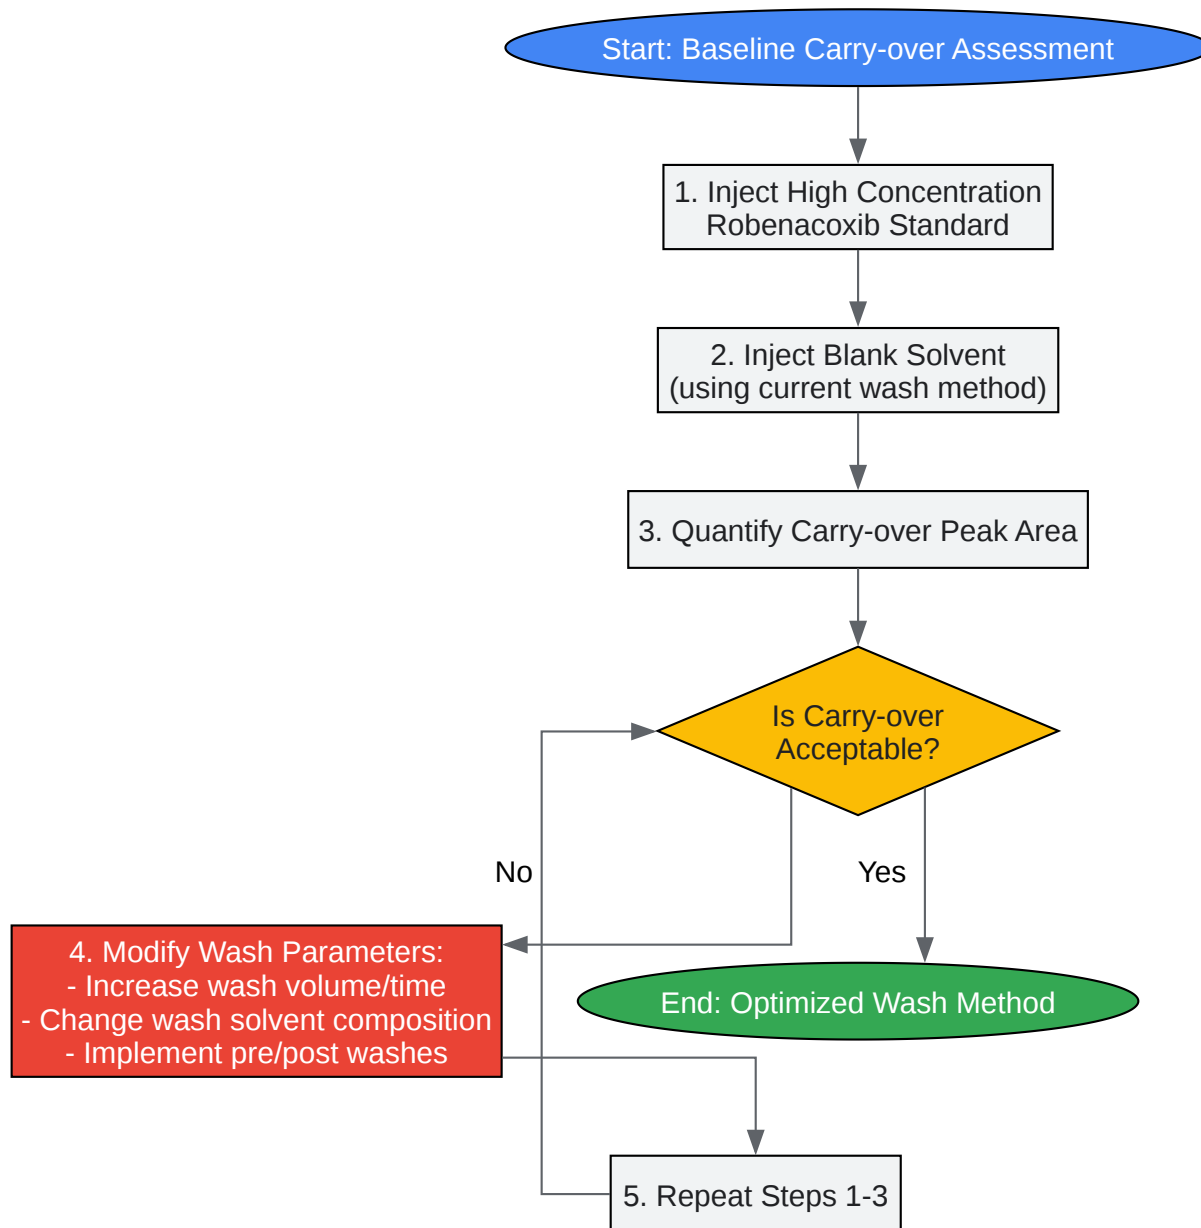 Start: Baseline Carry-over Assessment
1. Inject High Concentration
Robenacoxib Standard
2. Inject Blank Solvent
(using current wash method)
3. Quantify Carry-over Peak Area
Is Carry-over
Acceptable?
No
Yes
4. Modify Wash Parameters:
- Increase wash volume/time
- Change wash solvent composition
- Implement pre/post washes
End: Optimized Wash Method
5. Repeat Steps 1-3